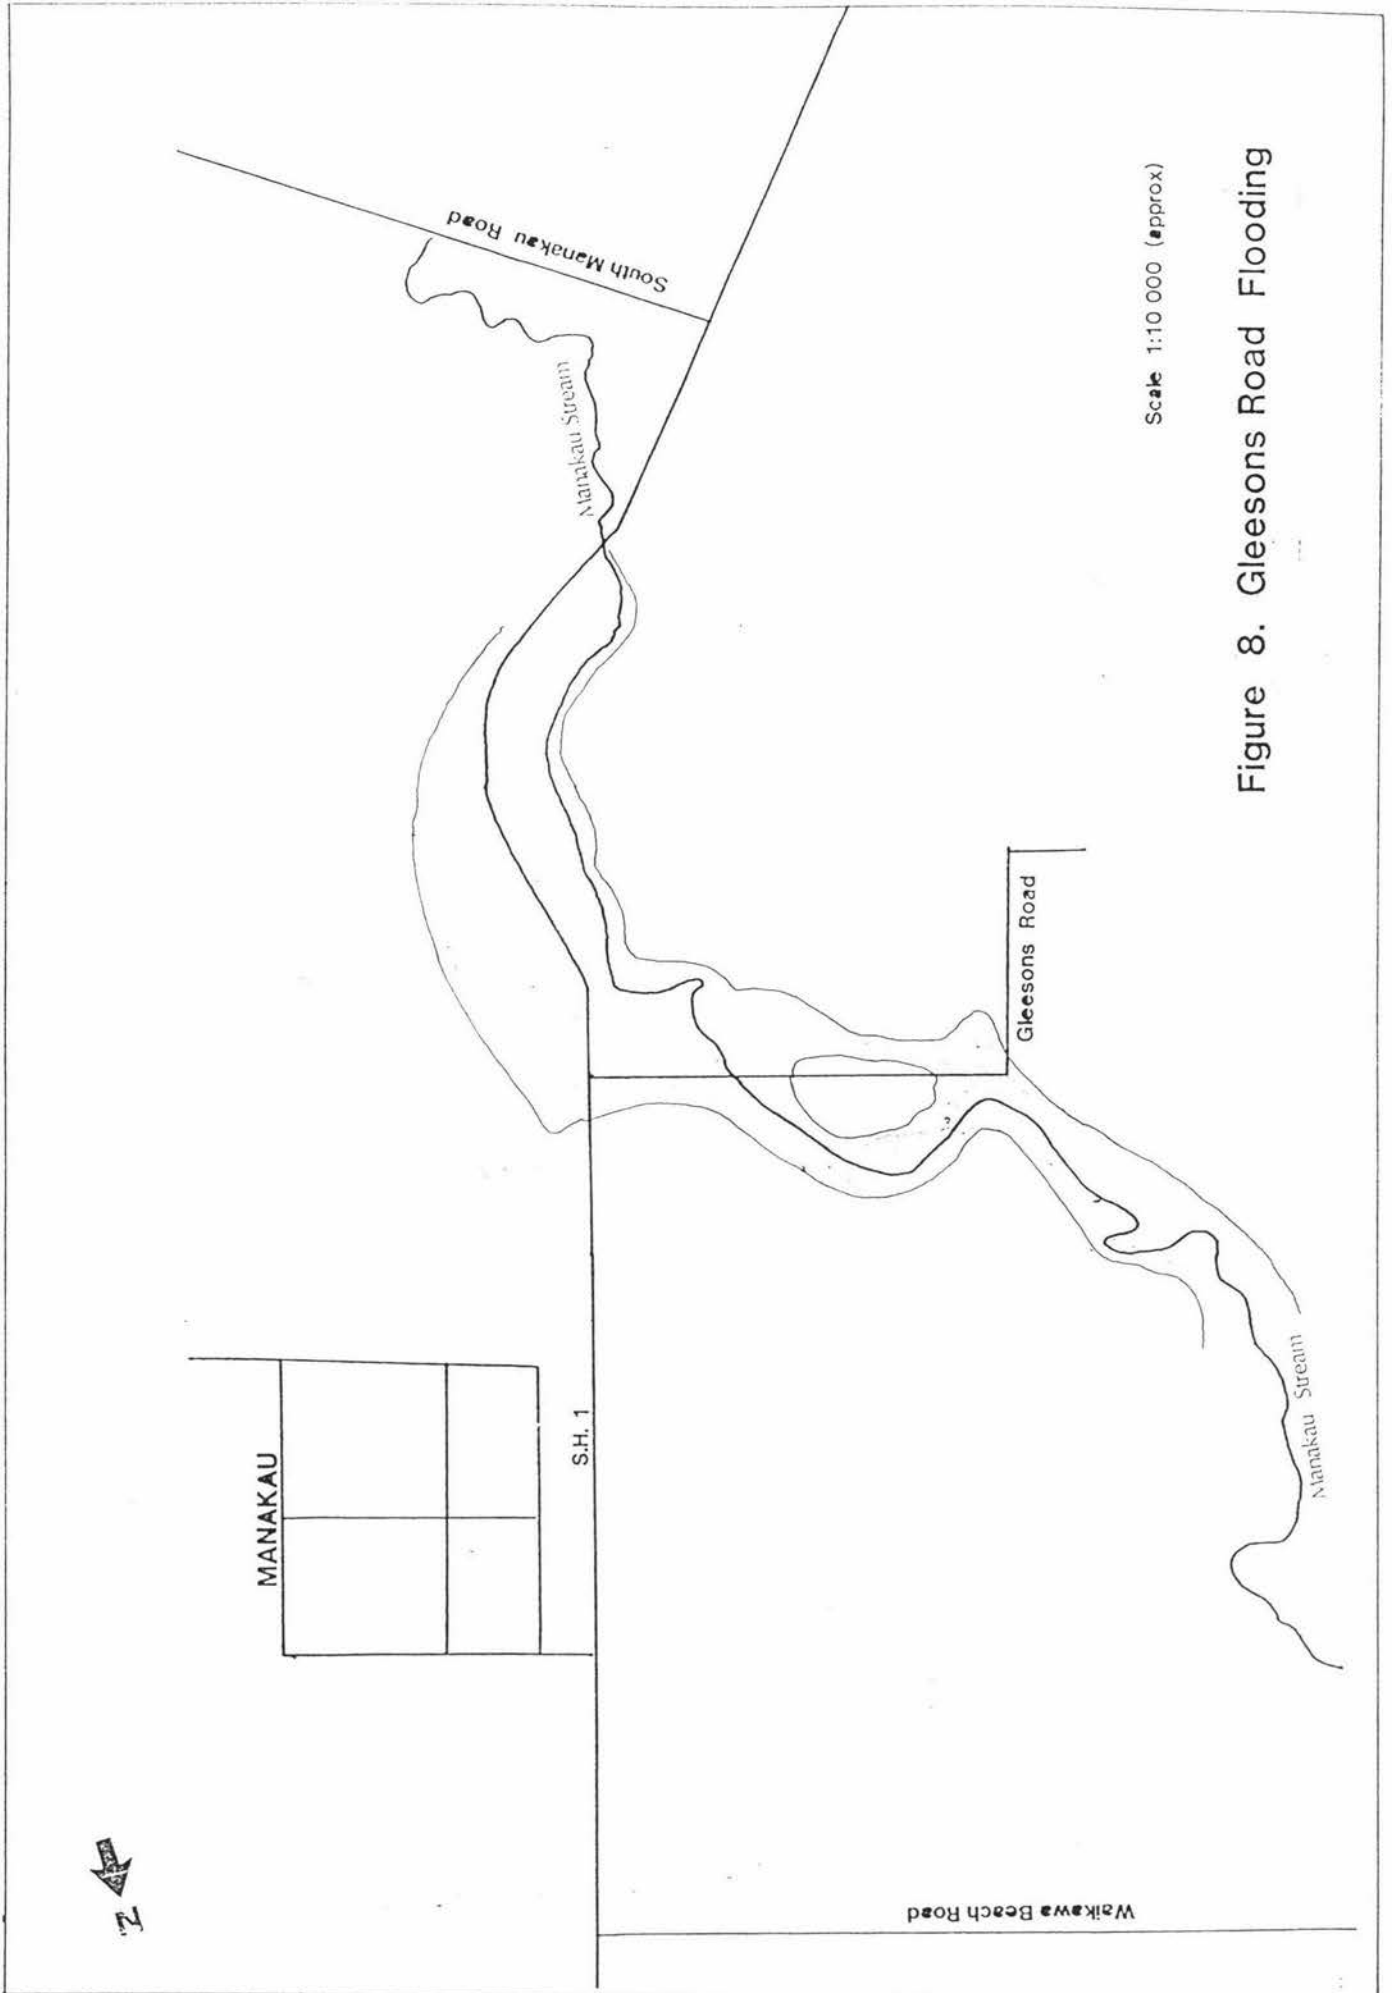 South Manakau Road
Manakau Stream
Scale 1:10 000 (approx)
Figure 8. Gleesons Road Flooding
Gleesons Road
MANAKAU
S.H. 1
Manakau Stream
Waikawa Beach Road
N